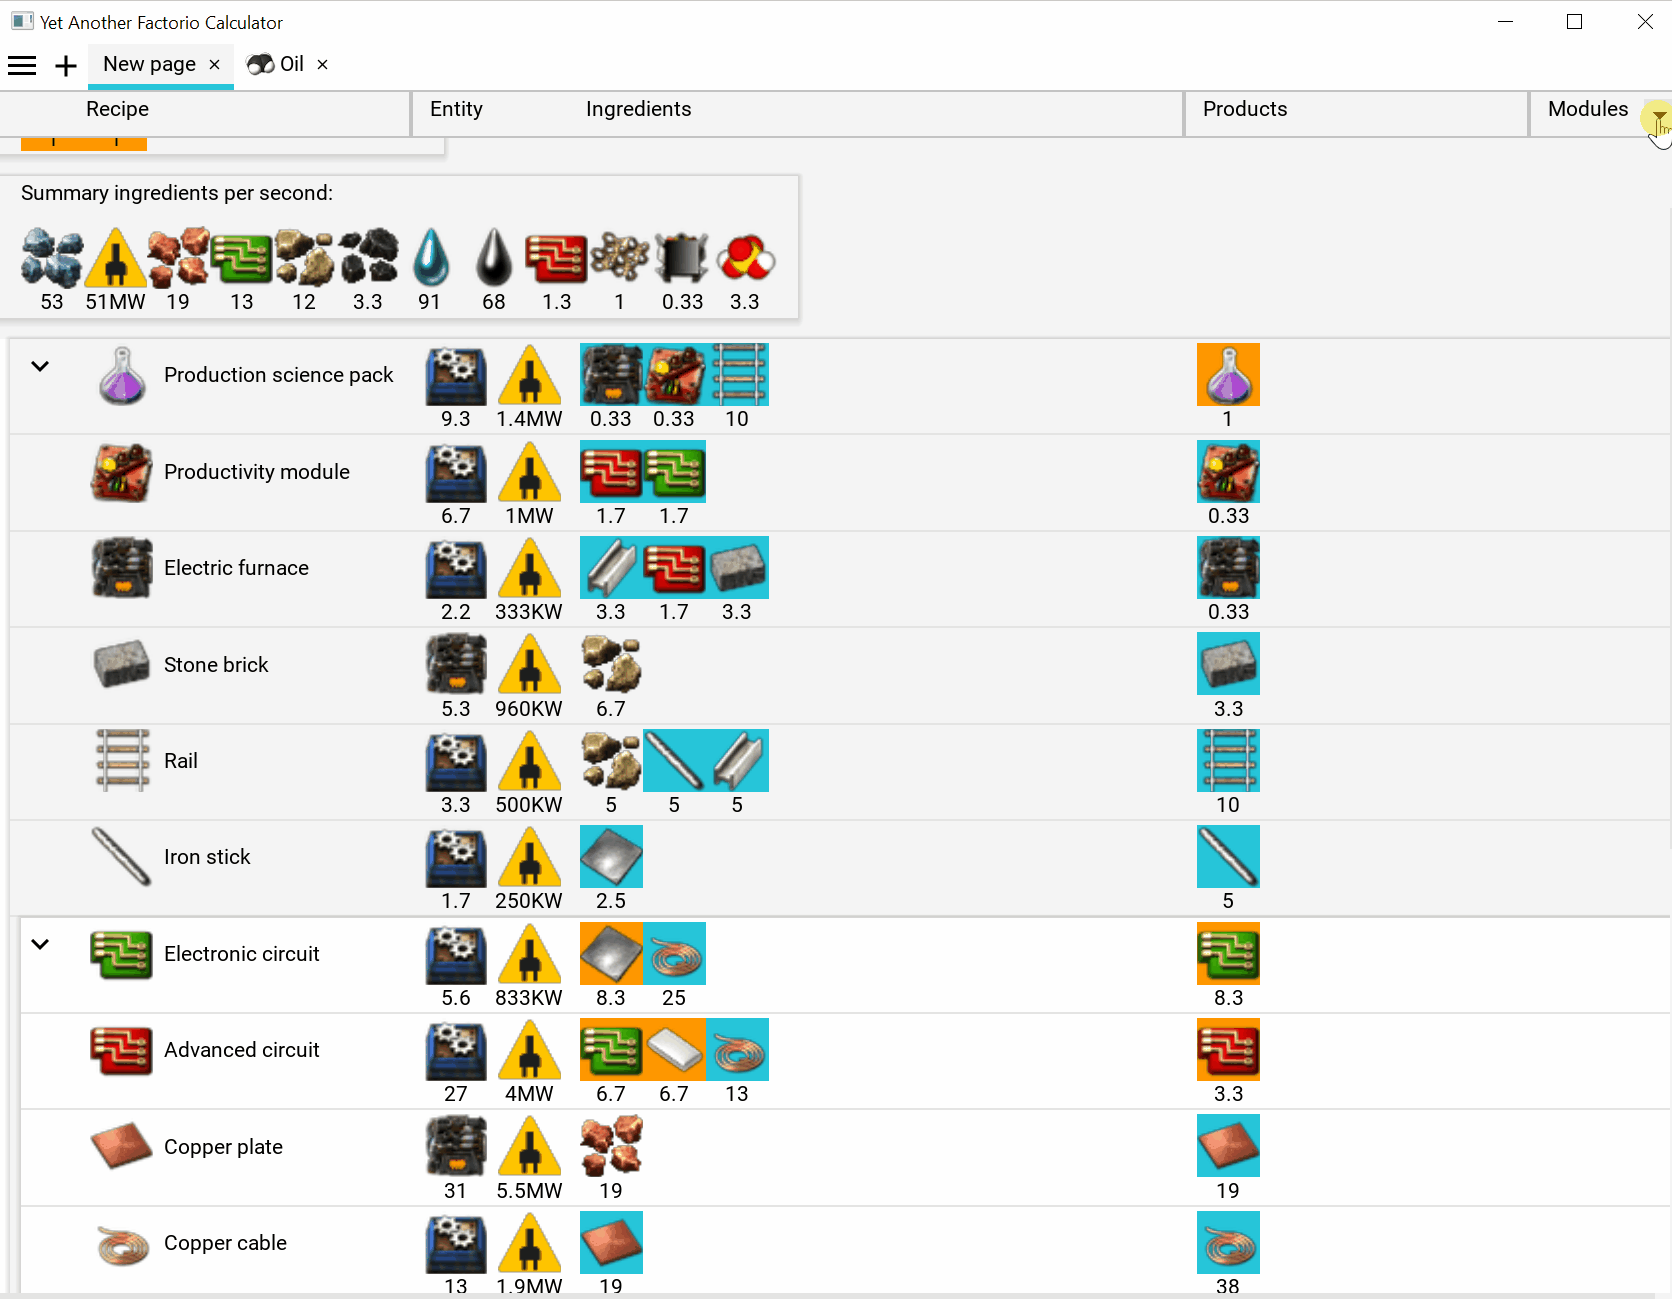 Yet Another Factorio Calculator
New page × Oil ×
Recipe Entity Ingredients Products Modules
Summary ingredients per second:
53 51MW 19 13 12 3.3 91 68 1.3 1 0.33 3.3
Production science pack
9.3 1.4MW 0.33 0.33 10 1
Productivity module
6.7 1MW 1.7 1.7 0.33
Electric furnace
2.2 333KW 3.3 1.7 3.3 0.33
Stone brick
5.3 960KW 6.7 3.3
Rail
3.3 500KW 5 5 5 10
Iron stick
1.7 250KW 2.5 5
Electronic circuit
5.6 833KW 8.3 25 8.3
Advanced circuit
27 4MW 6.7 6.7 13 3.3
Copper plate
31 5.5MW 19 19
Copper cable
13 1.9MW 19 38